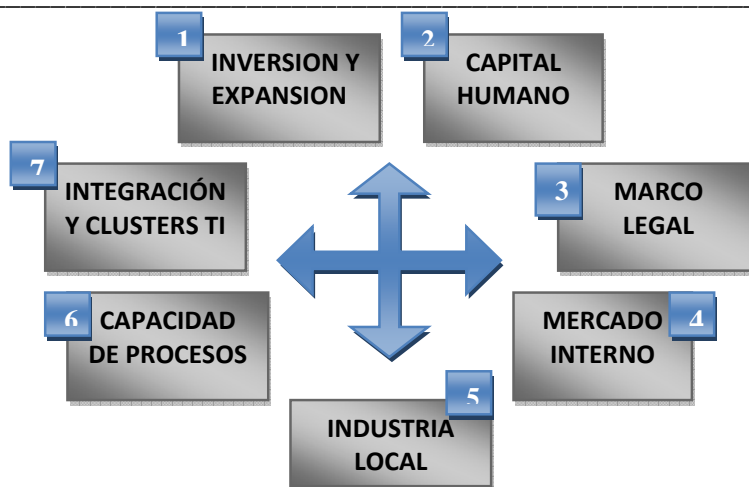 1
INVERSION Y
EXPANSION
2
CAPITAL
HUMANO
3
MARCO
LEGAL
4
MERCADO
INTERNO
5
INDUSTRIA
LOCAL
6
CAPACIDAD
DE PROCESOS
7
INTEGRACIÓN
Y CLUSTERS TI